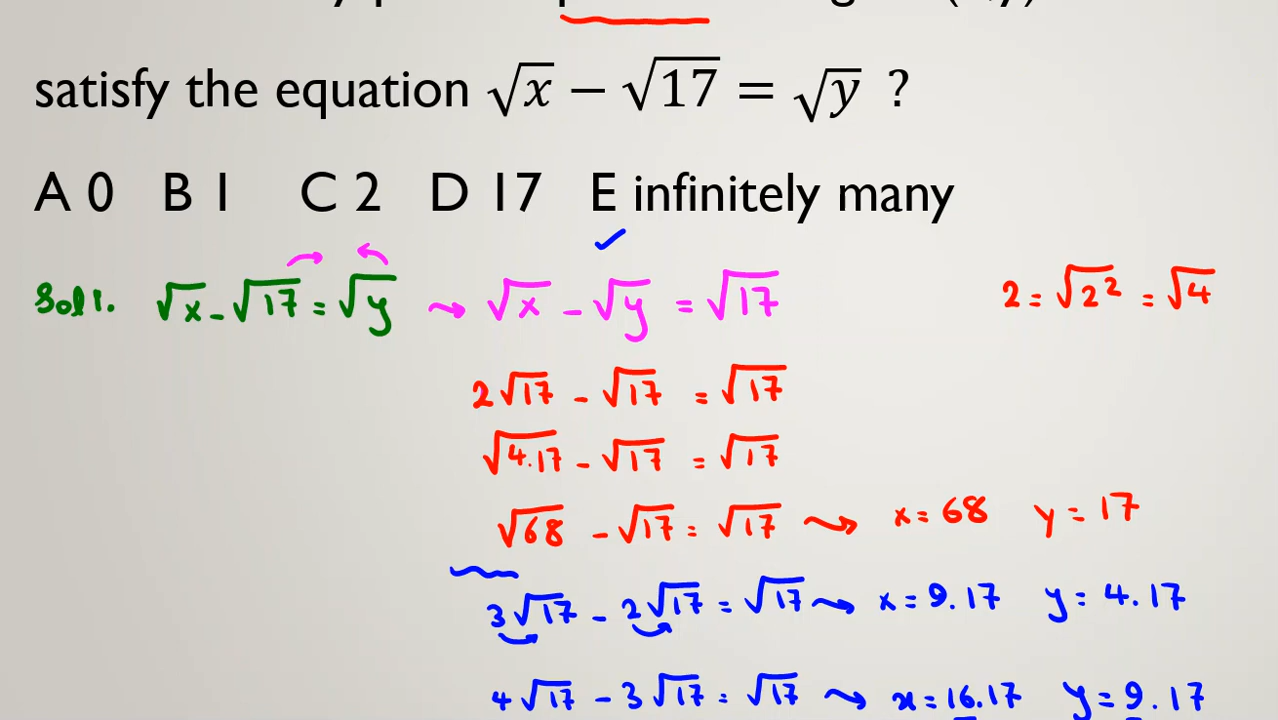 satisfy the equation √x − √17 = √y ?
A 0 B 1 C 2 D 17 E infinitely many
Sol1. √x - √17 = √y ⇝ √x - √y = √17
2 = √2² = √4
2√17 - √17 = √17
√4.17 - √17 = √17
√68 - √17 = √17 ⇝ x = 68 y = 17
3√17 - 2√17 = √17 ⇝ x = 9.17 y = 4.17
4√17 - 3√17 = √17 ⇝ x = 16.17 y = 9.17